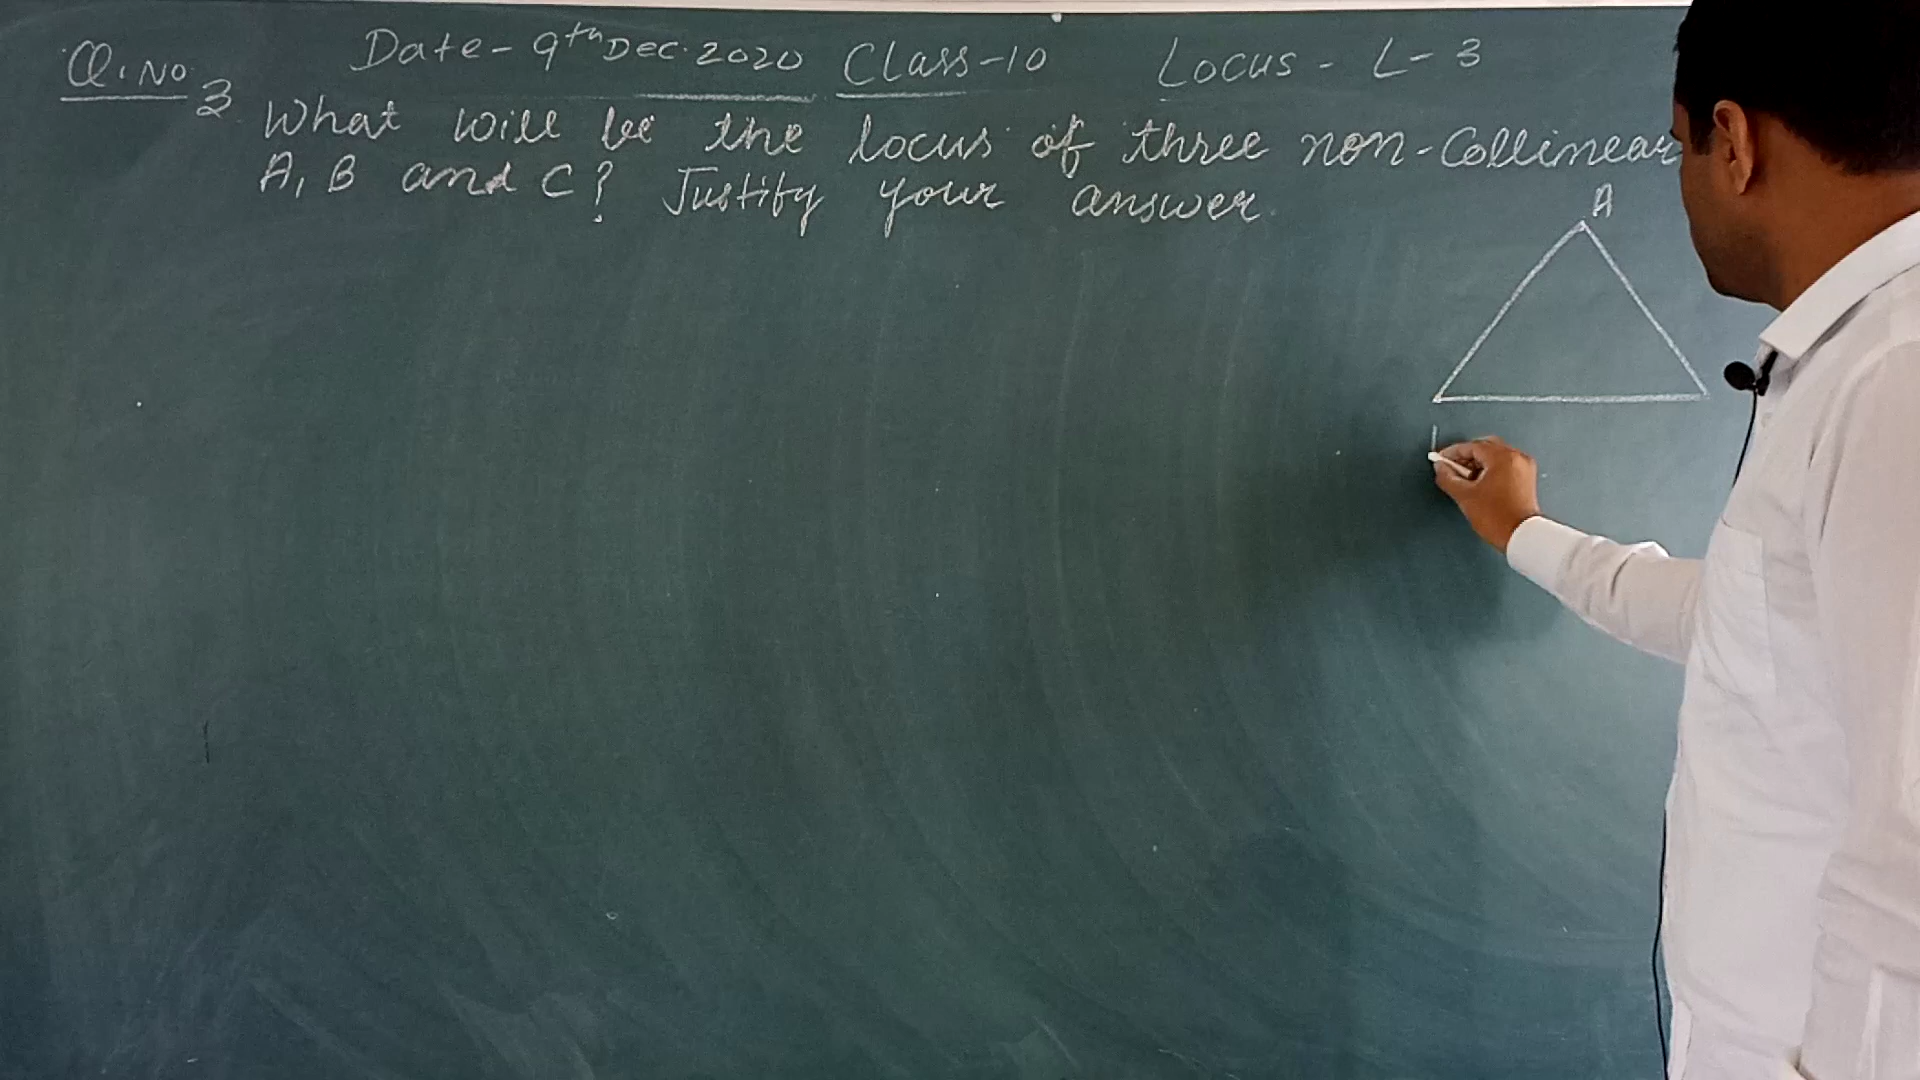 Q.No Date - 9th Dec. 2020 Class-10 Locus - L-3
3 What will be the locus of three non-Collinear
A, B and C? Justify your answer.
A